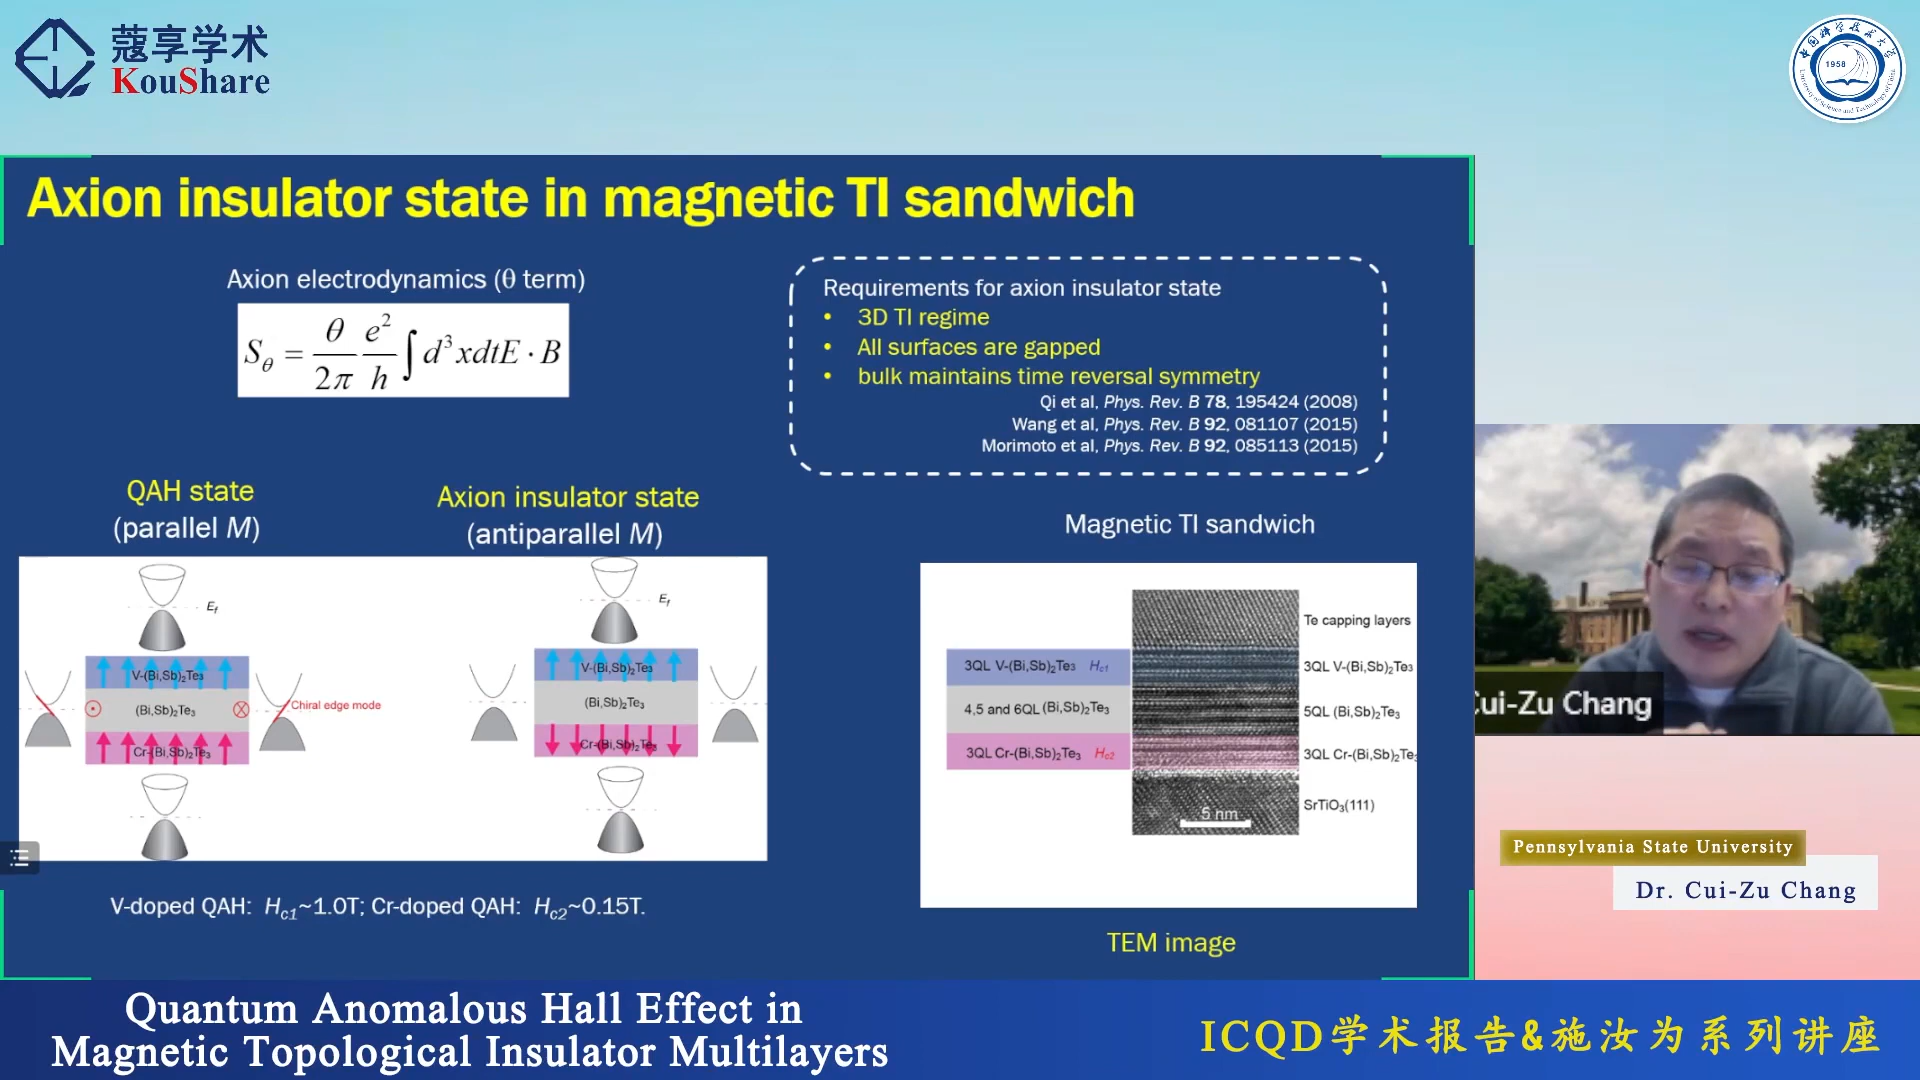 蔻享学术
KouShare
1958
Axion insulator state in magnetic TI sandwich
Axion electrodynamics (θ term)
S_θ = θ/2π e²/h ∫ d³xdtE · B
Requirements for axion insulator state
• 3D TI regime
• All surfaces are gapped
• bulk maintains time reversal symmetry
Qi et al, Phys. Rev. B 78, 195424 (2008)
Wang et al, Phys. Rev. B 92, 081107 (2015)
Morimoto et al, Phys. Rev. B 92, 085113 (2015)
QAH state
(parallel M)
Axion insulator state
(antiparallel M)
E_f
V-(Bi,Sb)₂Te₃
(Bi,Sb)₂Te₃
Cr-(Bi,Sb)₂Te₃
Chiral edge mode
E_f
V-(Bi,Sb)₂Te₃
(Bi,Sb)₂Te₃
Cr-(Bi,Sb)₂Te₃
V-doped QAH: H_c1~1.0T; Cr-doped QAH: H_c2~0.15T.
Magnetic TI sandwich
3QL V-(Bi,Sb)₂Te₃ H_c1
4,5 and 6QL (Bi,Sb)₂Te₃
3QL Cr-(Bi,Sb)₂Te₃ H_c2
Te capping layers
3QL V-(Bi,Sb)₂Te₃
5QL (Bi,Sb)₂Te₃
3QL Cr-(Bi,Sb)₂Te₃
SrTiO₃(111)
5 nm
TEM image
Cui-Zu Chang
Pennsylvania State University
Dr. Cui-Zu Chang
Quantum Anomalous Hall Effect in
Magnetic Topological Insulator Multilayers
ICQD学术报告&施汝为系列讲座